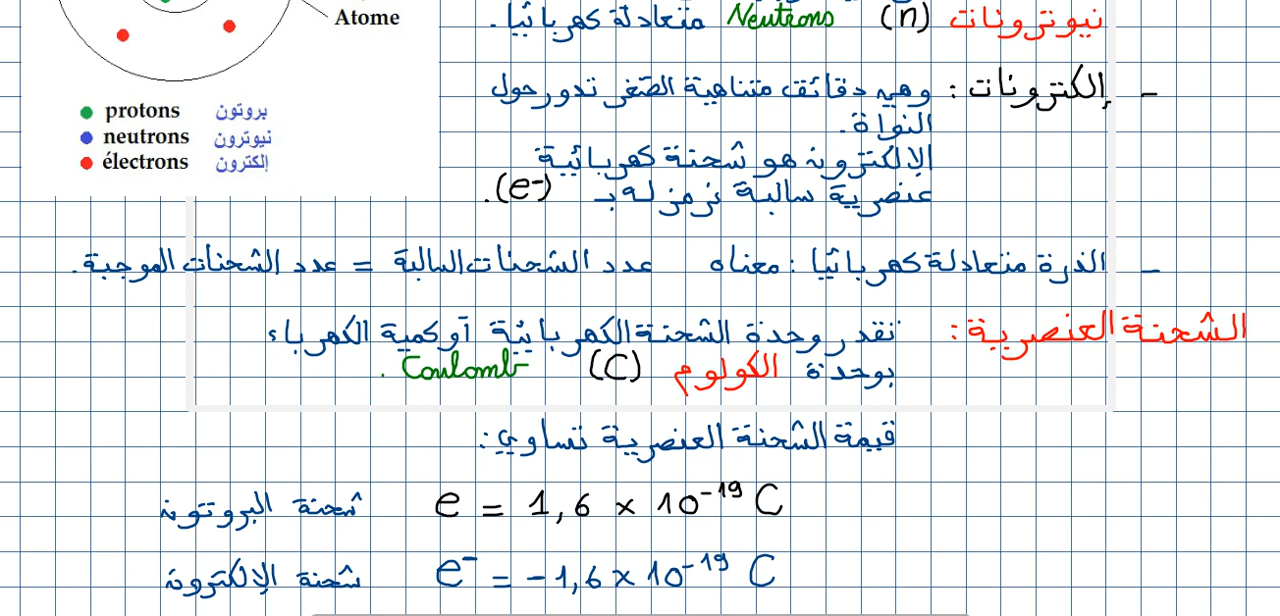 Atome
نيوترونات (n) Neutrons متعادلة كهربائيا.
protons بروتون
neutrons نيوترون
électrons إلكترون
- إلكترونات : وهي دقائق متناهية الصغر تدور حول
النواة.
الإلكترون هو شحنة كهربائية
عنصرية سالبة نرمز له بـ (e-).
- الذرة متعادلة كهربائيا : معناه عدد الشحنات السالبة = عدد الشحنات الموجبة.
الشحنة العنصرية : نقدر وحدة الشحنة الكهربائية أو كمية الكهرباء
بوحدة الكولوم (C) Coulomb .
قيمة الشحنة العنصرية تساوي :
e = 1,6 × 10⁻¹⁹ C شحنة البروتون
e⁻ = -1,6 × 10⁻¹⁹ C شحنة الإلكترون